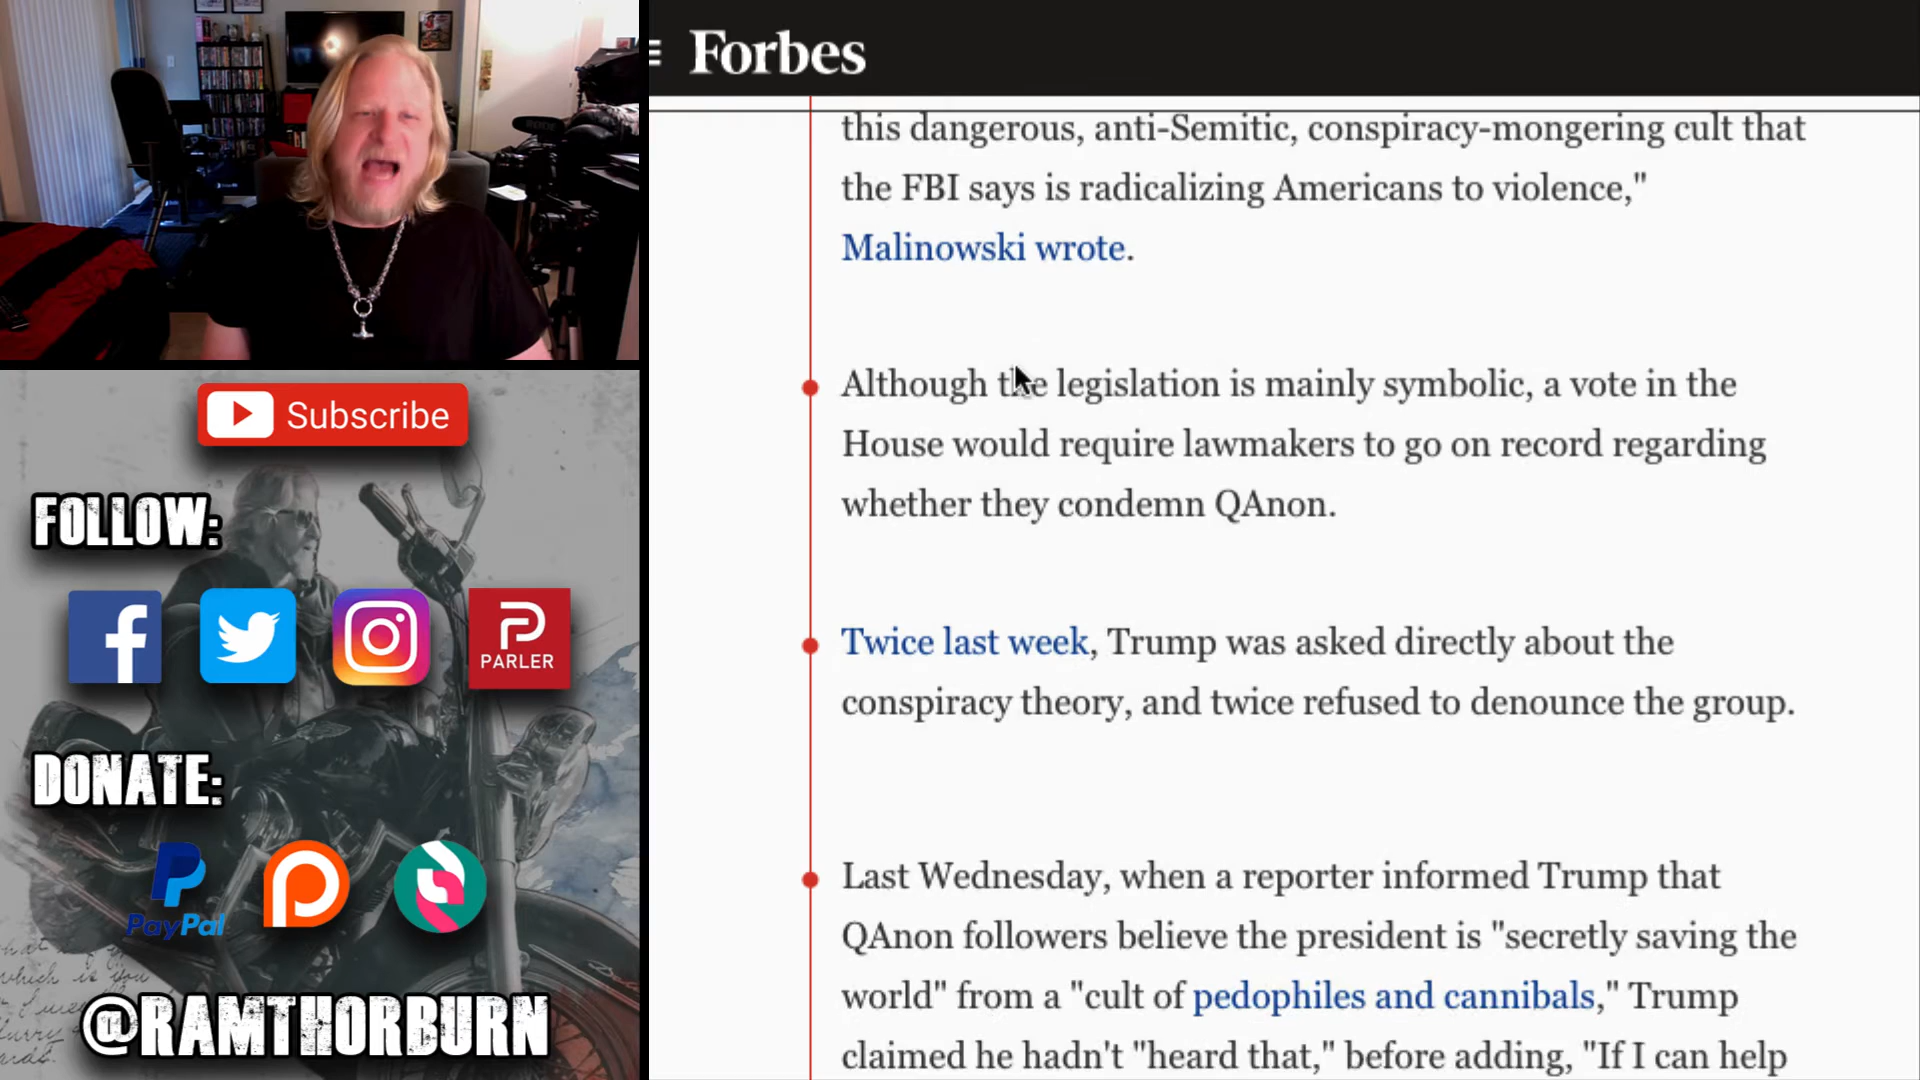 Forbes
this dangerous, anti-Semitic, conspiracy-mongering cult that
the FBI says is radicalizing Americans to violence,"
Malinowski wrote.
Although the legislation is mainly symbolic, a vote in the
House would require lawmakers to go on record regarding
whether they condemn QAnon.
Twice last week, Trump was asked directly about the
conspiracy theory, and twice refused to denounce the group.
Last Wednesday, when a reporter informed Trump that
QAnon followers believe the president is "secretly saving the
world" from a "cult of pedophiles and cannibals," Trump
claimed he hadn't "heard that," before adding, "If I can help
Subscribe
FOLLOW:
PARLER
DONATE:
PayPal
@RAMTHORBURN